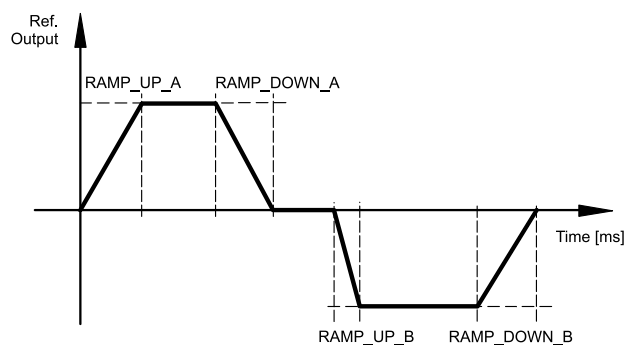 Ref.
Output
RAMP_UP_A
RAMP_DOWN_A
Time [ms]
RAMP_UP_B
RAMP_DOWN_B